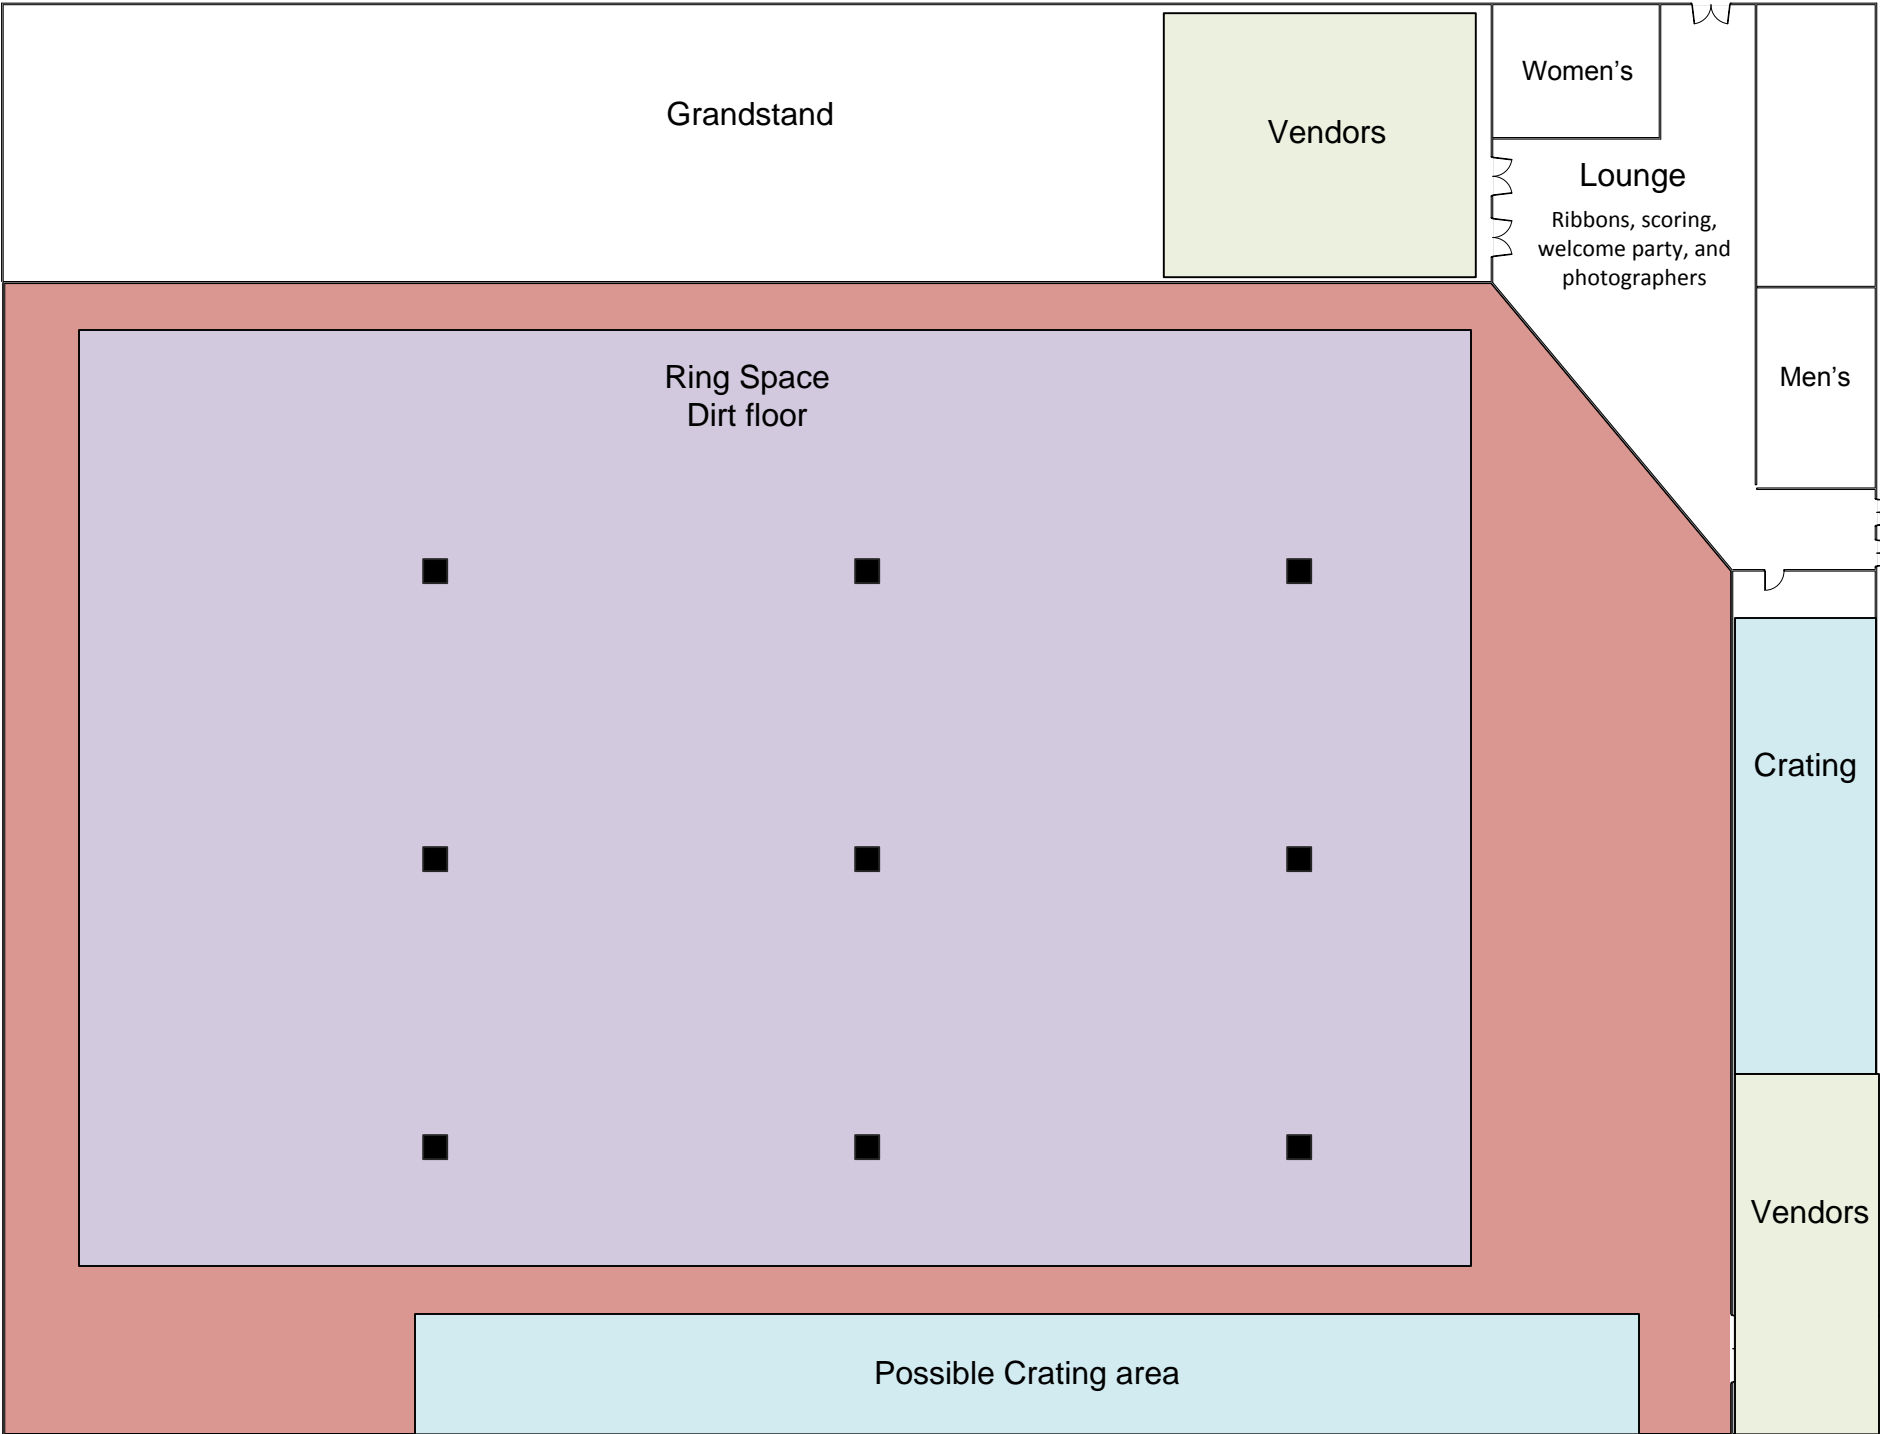 Grandstand
Vendors
Women’s
Lounge
Ribbons, scoring,
welcome party, and
photographers
Ring Space
Dirt floor
Men’s
Crating
Vendors
Possible Crating area